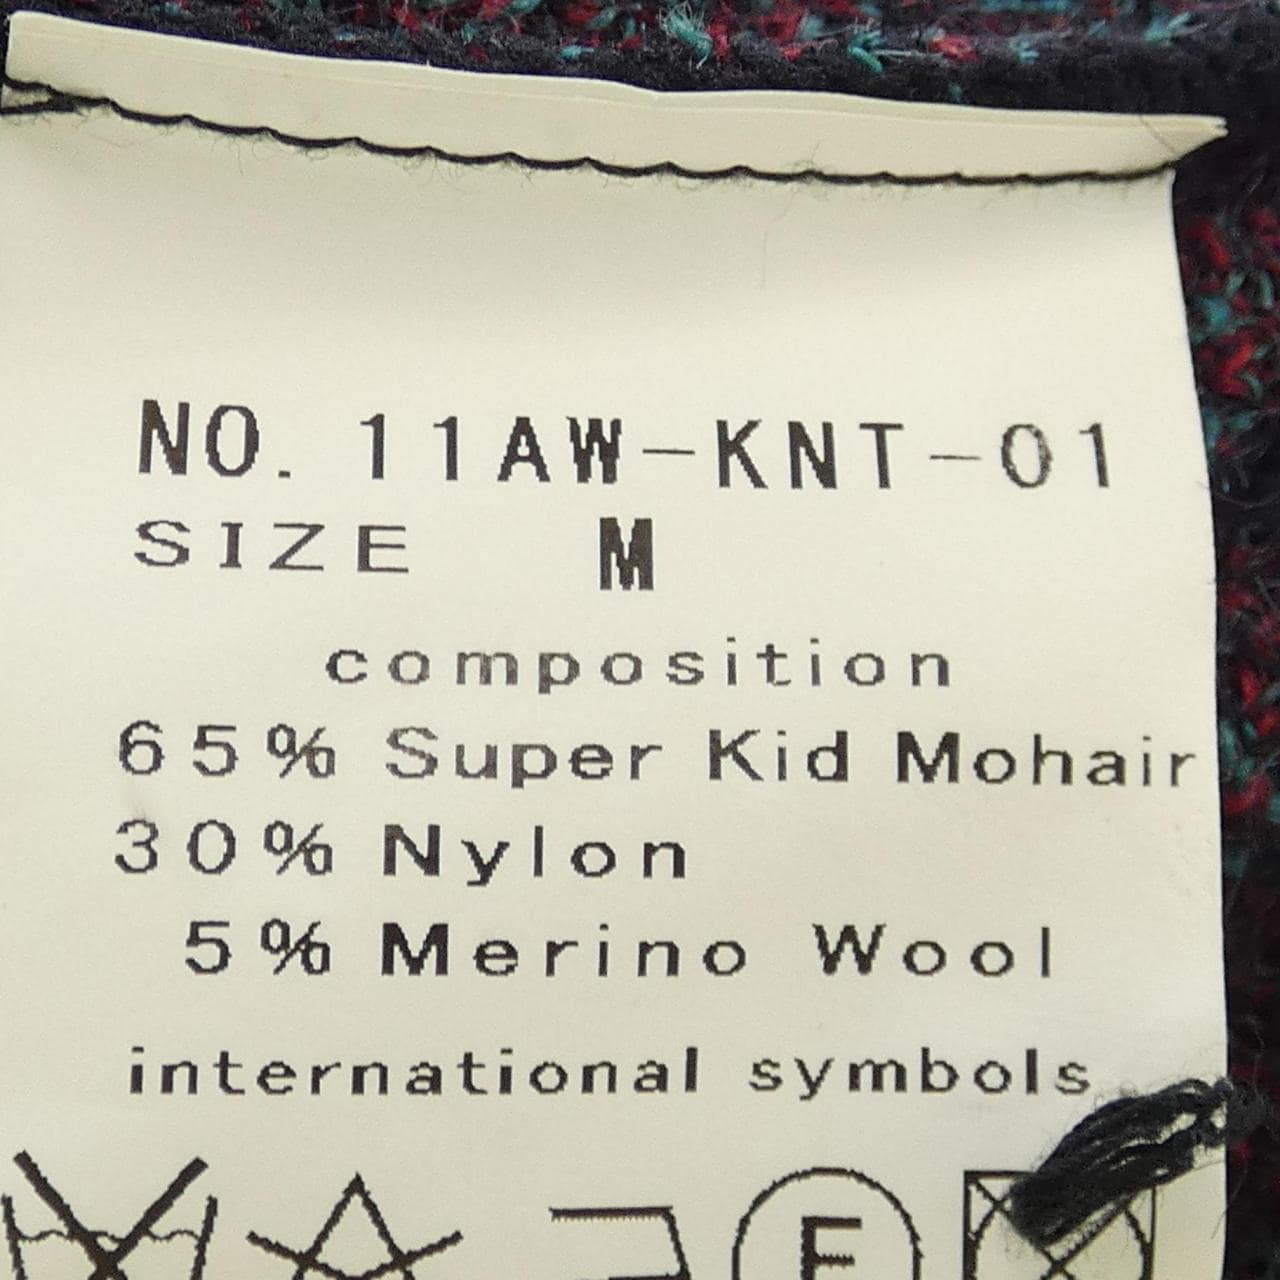 NO. 11AW-KNT-01
SIZE M
composition
65% Super Kid Mohair
30% Nylon
5% Merino Wool
international symbols
F